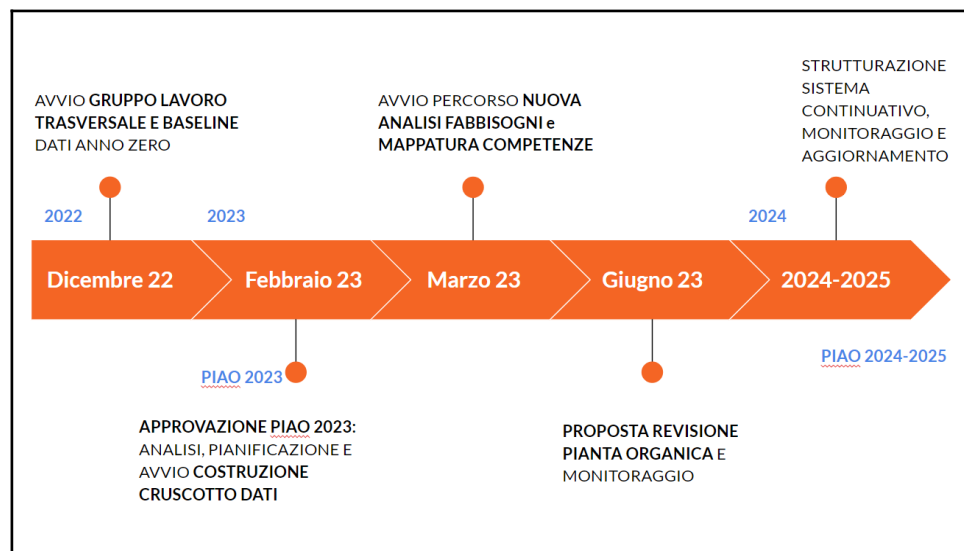 AVVIO GRUPPO LAVORO
TRASVERSALE E BASELINE
DATI ANNO ZERO
AVVIO PERCORSO NUOVA
ANALISI FABBISOGNI e
MAPPATURA COMPETENZE
STRUTTURAZIONE
SISTEMA
CONTINUATIVO,
MONITORAGGIO E
AGGIORNAMENTO
2022
2023
2024
Dicembre 22
Febbraio 23
Marzo 23
Giugno 23
2024-2025
PIAO 2023
PIAO 2024-2025
APPROVAZIONE PIAO 2023:
ANALISI, PIANIFICAZIONE E
AVVIO COSTRUZIONE
CRUSCOTTO DATI
PROPOSTA REVISIONE
PIANTA ORGANICA E
MONITORAGGIO